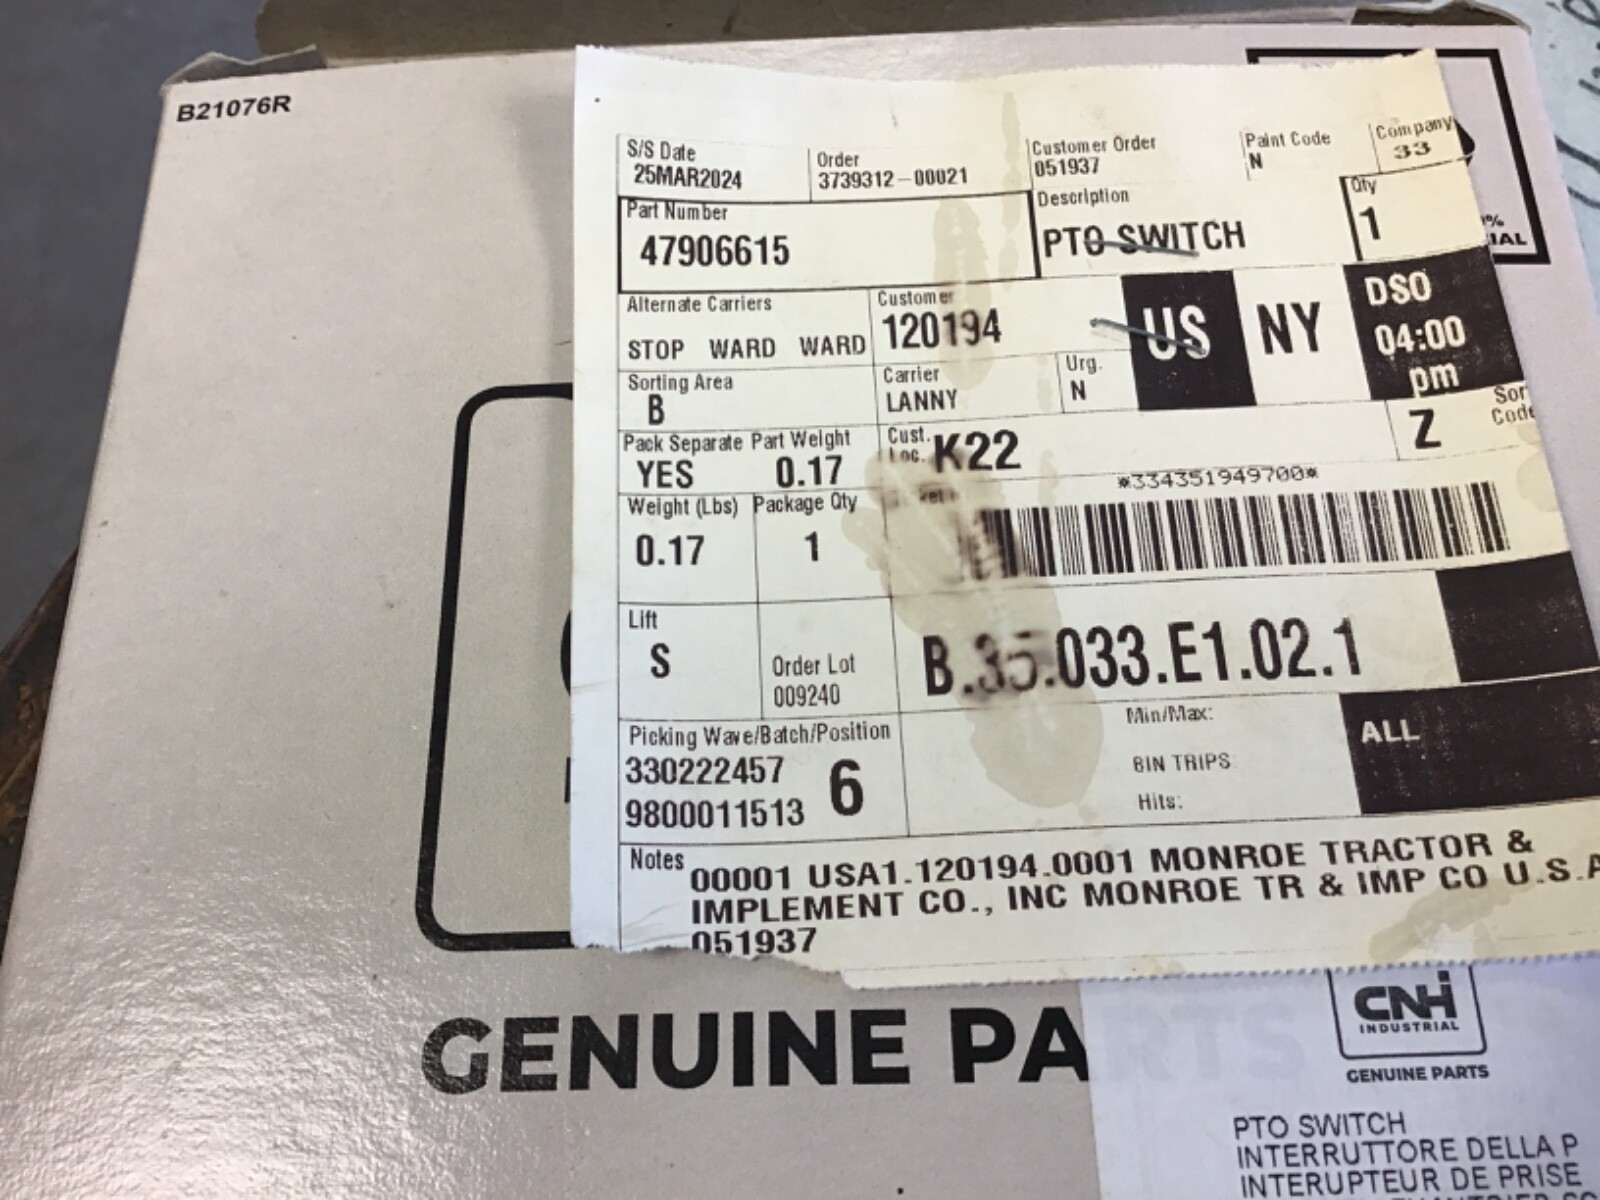 B21076R
S/S Date
25MAR2024
Order
3739312-00021
Customer Order
051937
Paint Code
N
Company
33
Part Number
47906615
Description
PTO SWITCH
Qty
1
%
IAL
Alternate Carriers
STOP WARD WARD
Customer
120194
US
NY
DSO
04:00
pm
Sorting Area
B
Carrier
LANNY
Urg.
N
Pack Separate
YES
Part Weight
0.17
Cust.
Loc. K22
Z
Sor
Code
Weight (Lbs)
0.17
Package Qty
1
*334351949700*
Lift
S
Order Lot
009240
B.35.033.E1.02.1
Picking Wave/Batch/Position
330222457
9800011513
6
Min/Max:
BIN TRIPS
Hits:
ALL
Notes
00001 USA1.120194.0001 MONROE TRACTOR &
IMPLEMENT CO., INC MONROE TR & IMP CO U.S.A
051937
GENUINE PARTS
CNH
INDUSTRIAL
GENUINE PARTS
PTO SWITCH
INTERRUTTORE DELLA P
INTERUPTEUR DE PRISE